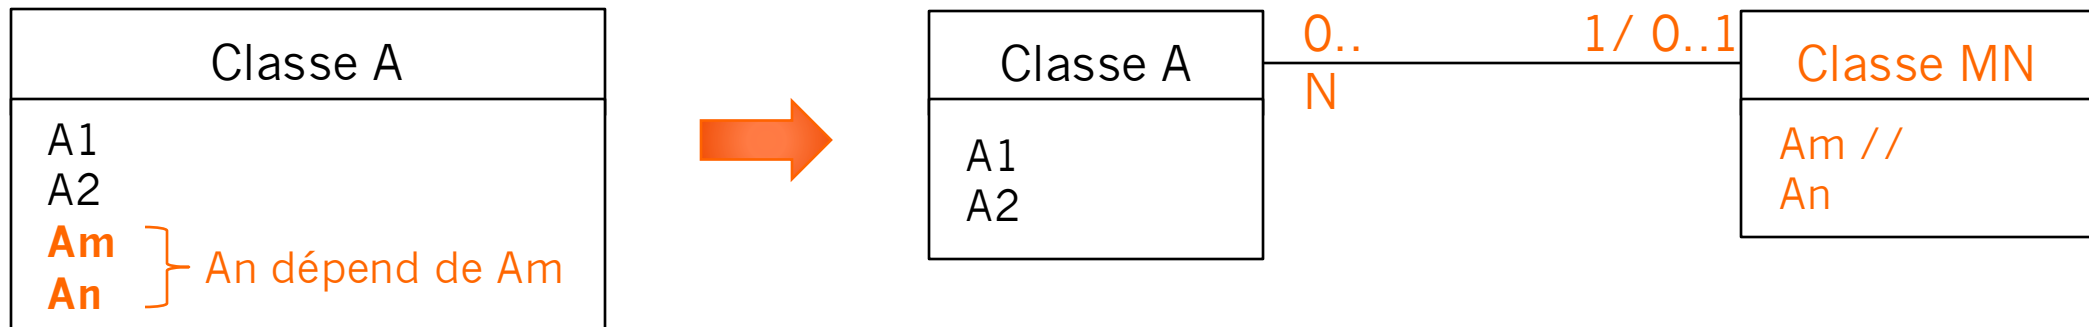 Classe A
A1
A2
Am
An
An dépend de Am
Classe A
A1
A2
0..
N
1/ 0..1
Classe MN
Am //
An